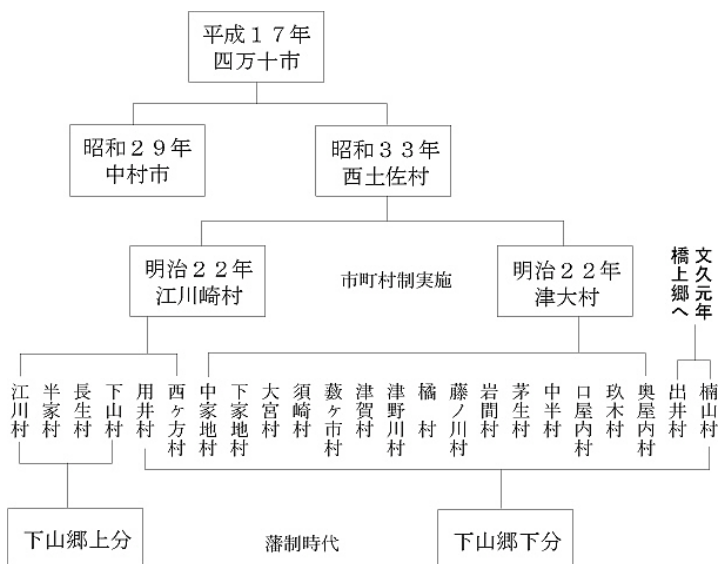 平成１７年
四万十市
昭和２９年
中村市
昭和３３年
西土佐村
明治２２年
江川崎村
市町村制実施
明治２２年
津大村
文久元年
橋上郷へ
江川村
半家村
長生村
下山村
用井村
西ヶ方村
中家地村
下家地村
大宮村
須崎村
藪ヶ市村
津賀村
津野川村
橘　村
藤ノ川村
岩間村
茅生村
中半村
口屋内村
玖木村
奥屋内村
出井村
楠山村
下山郷上分
藩制時代
下山郷下分